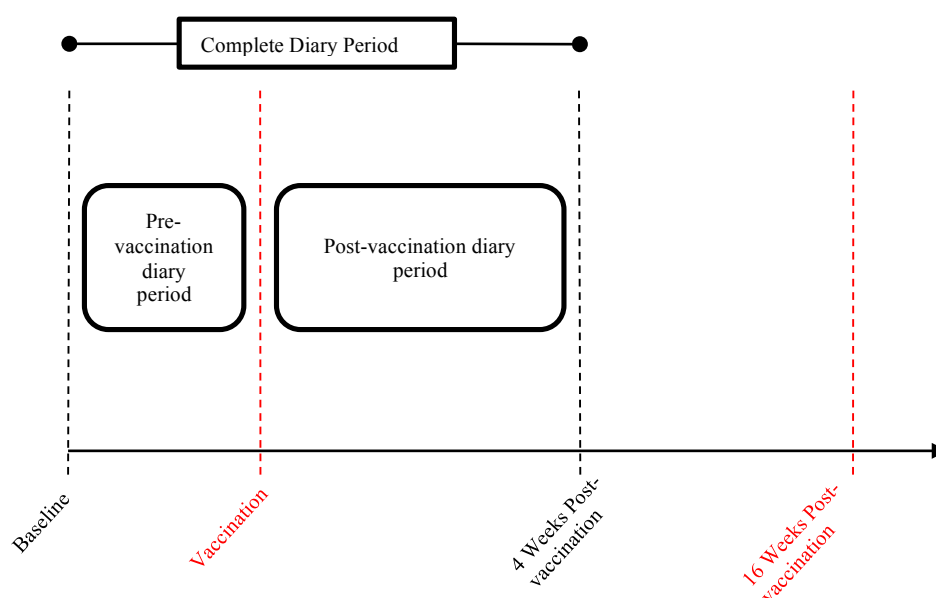 Complete Diary Period
Pre-
vaccination
diary
period
Post-vaccination diary
period
Baseline
Vaccination
4 Weeks Post-
vaccination
16 Weeks Post-
vaccination